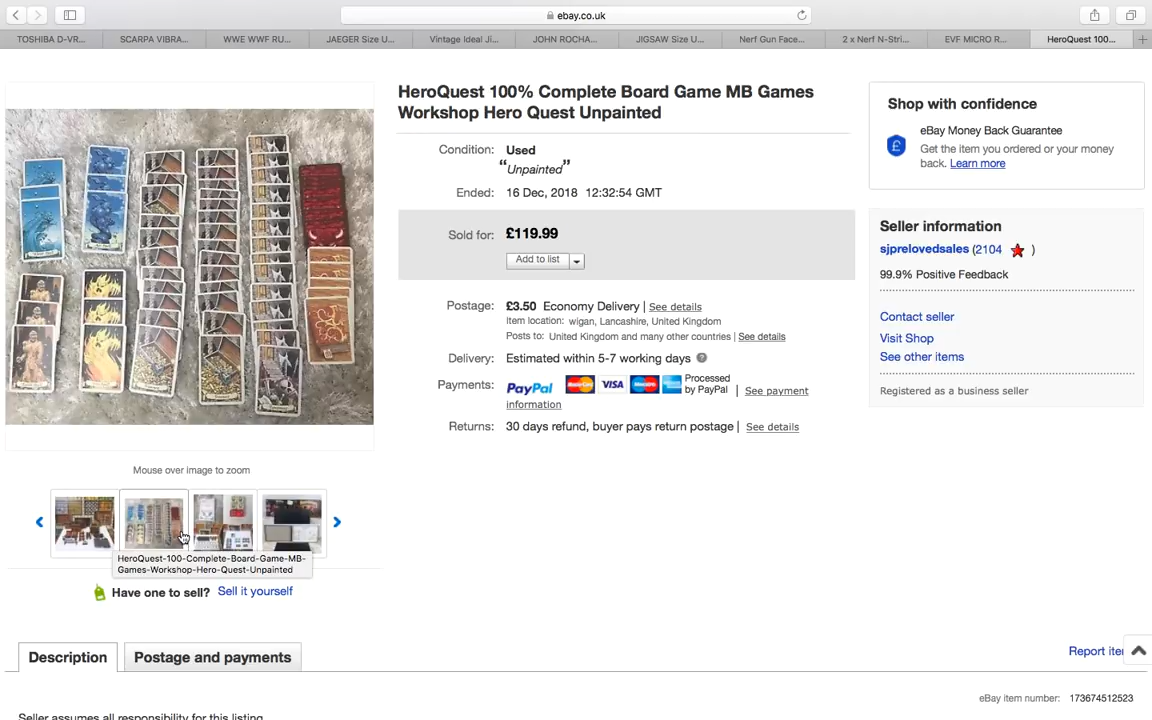 ebay.co.uk
TOSHIBA D-VR...
SCARPA VIBRA...
WWE WWF RU...
JAEGER Size U...
Vintage Ideal Ji...
JOHN ROCHA...
JIGSAW Size U...
Nerf Gun Face...
2 x Nerf N-Stri...
EVF MICRO R...
HeroQuest 100...
HeroQuest 100% Complete Board Game MB Games
Workshop Hero Quest Unpainted
Condition: Used
"Unpainted"
Ended: 16 Dec, 2018 12:32:54 GMT
Sold for: £119.99
Add to list
Postage: £3.50 Economy Delivery | See details
Item location: wigan, Lancashire, United Kingdom
Posts to: United Kingdom and many other countries | See details
Delivery: Estimated within 5-7 working days
Payments: PayPal MasterCard VISA Maestro Processed by PayPal | See payment
information
Returns: 30 days refund, buyer pays return postage | See details
Shop with confidence
eBay Money Back Guarantee
Get the item you ordered or your money
back. Learn more
Seller information
sjprelovedsales (2104 )
99.9% Positive Feedback
Contact seller
Visit Shop
See other items
Registered as a business seller
Mouse over image to zoom
HeroQuest-100-Complete-Board-Game-MB-
Games-Workshop-Hero-Quest-Unpainted
Have one to sell? Sell it yourself
Description
Postage and payments
Report iter
eBay item number: 173674512523
Seller assumes all responsibility for this listing.